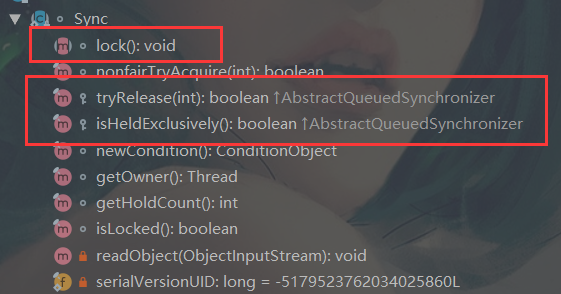 Sync
lock(): void
nonfairTryAcquire(int): boolean
tryRelease(int): boolean ↑AbstractQueuedSynchronizer
isHeldExclusively(): boolean ↑AbstractQueuedSynchronizer
newCondition(): ConditionObject
getOwner(): Thread
getHoldCount(): int
isLocked(): boolean
readObject(ObjectInputStream): void
serialVersionUID: long = -5179523762034025860L